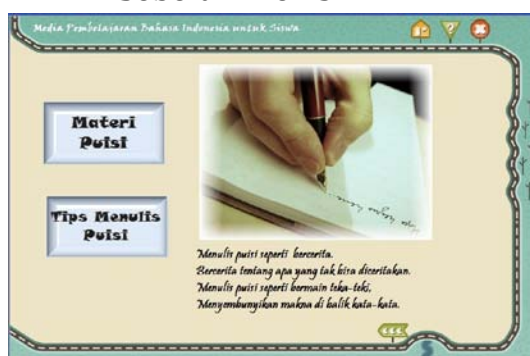 Media Pembelajaran Bahasa Indonesia untuk Siswa
?
Materi
Puisi
Tips Menulis
Puisi
Menulis puisi seperti bercerita.
Bercerita tentang apa yang tak bisa diceritakan.
Menulis puisi seperti bermain teka-teki,
Menyembunyikan makna di balik kata-kata.